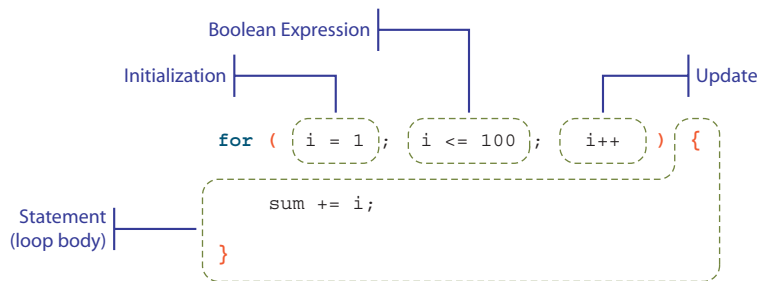 Boolean Expression
Initialization
Update
for ( i = 1; i <= 100; i++ ) {
Statement
(loop body)
sum += i;
}